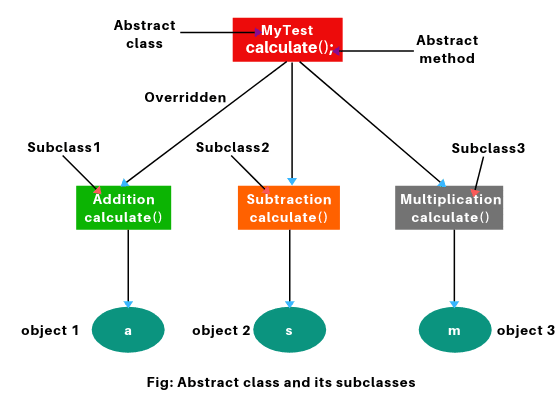 Abstract
class
MyTest
calculate();
Abstract
method
Overridden
Subclass1
Subclass2
Subclass3
Addition
calculate()
Subtraction
calculate()
Multiplication
calculate()
object 1
a
object 2
s
m
object 3
Fig: Abstract class and its subclasses